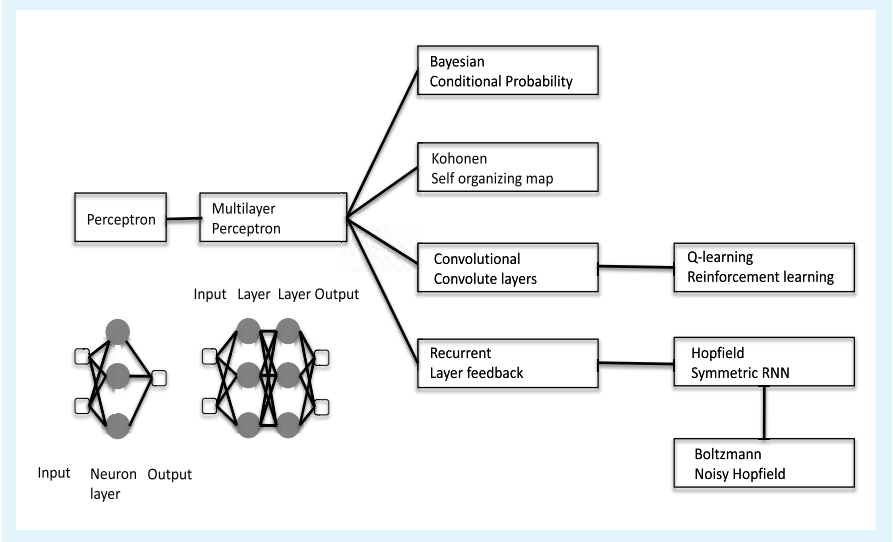 Bayesian
Conditional Probability
Kohonen
Self organizing map
Perceptron
Multilayer
Perceptron
Convolutional
Convolute layers
Q-learning
Reinforcement learning
Input Layer Layer Output
Recurrent
Layer feedback
Hopfield
Symmetric RNN
Boltzmann
Noisy Hopfield
Input Neuron Output
layer